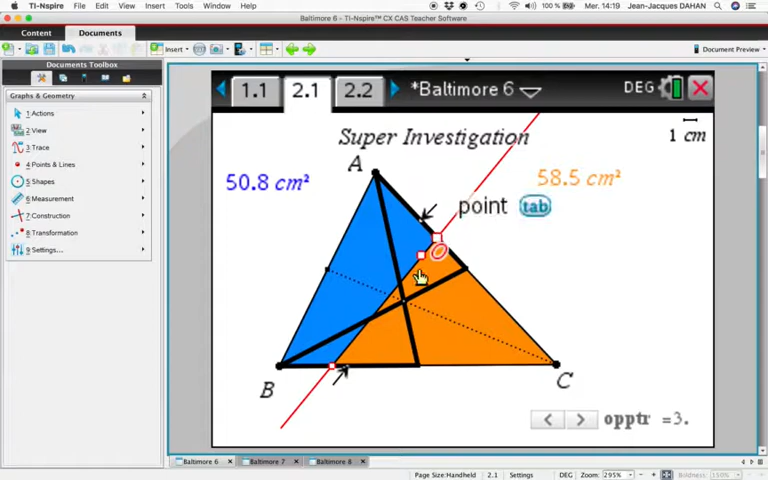 TI-Nspire File Edit View Insert Tools Window Help 100 % Mer. 14:19 Jean-Jacques DAHAN
Baltimore 6 - TI-Nspire™ CX CAS Teacher Software
Content Documents
Insert Document Preview
Documents Toolbox
Graphs & Geometry
1 Actions
2 View
3 Trace
4 Points & Lines
5 Shapes
6 Measurement
7 Construction
8 Transformation
9 Settings...
1.1 2.1 2.2 *Baltimore 6 DEG
Super Investigation 1 cm
A
50.8 cm² 58.5 cm²
point tab
B C
opptr =3.
Baltimore 6 Baltimore 7 Baltimore 8
Page Size:Handheld 2.1 Settings DEG Zoom: 295% Boldness: 150%